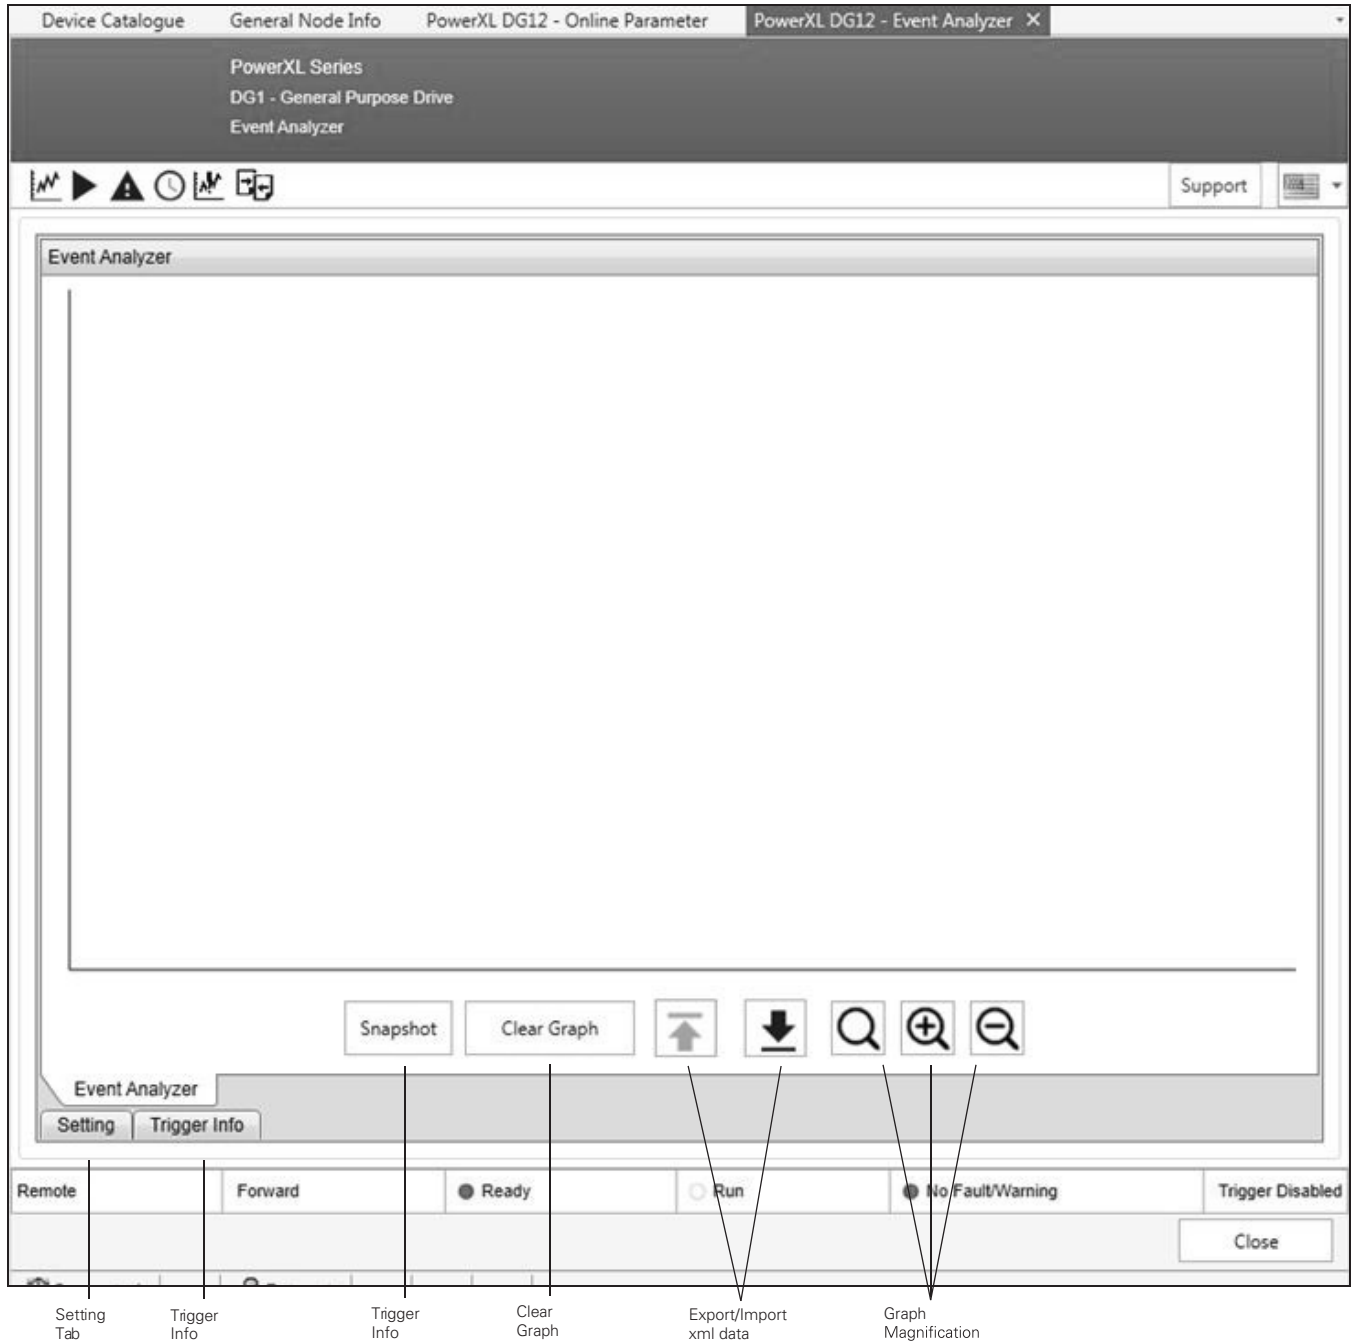 Device Catalogue General Node Info PowerXL DG12 - Online Parameter PowerXL DG12 - Event Analyzer X
PowerXL Series
DG1 - General Purpose Drive
Event Analyzer
Support
Event Analyzer
Snapshot Clear Graph
Event Analyzer
Setting Trigger Info
Remote Forward Ready Run No Fault/Warning Trigger Disabled
Close
Setting Tab
Trigger Info
Trigger Info
Clear Graph
Export/Import xml data
Graph Magnification